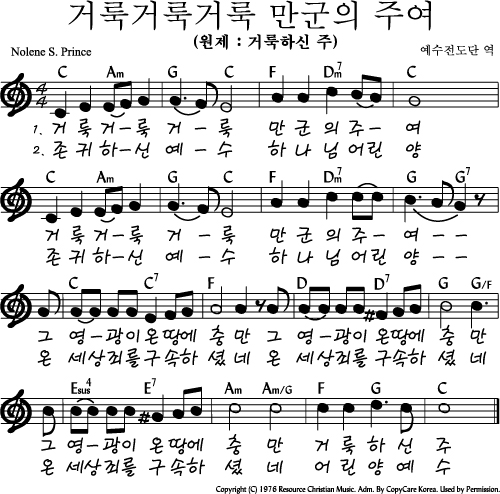 거룩거룩거룩 만군의 주여
(원제 : 거룩하신 주)
Nolene S. Prince
예수전도단 역
C Am G C F Dm7 C
1. 거 룩 거-룩 거 - 룩 만 군 의 주- 여
2. 존 귀 하-신 예 - 수 하 나 님 어린 양
C Am G C F Dm7 G G7
거 룩 거-룩 거 - 룩 만 군 의 주- 여 - -
존 귀 하-신 예 - 수 하 나 님 어린 양 - - -
C C7 F D D7 G G/F
그 영-광이 온 땅에 충 만 그 영-광이 온 땅에 충 만
온 세상죄를 구속하 셨 네 온 세상죄를 구속하 셨 네
Esus4 E7 Am Am/G F G C
그 영-광이 온 땅에 충 만 거 룩 하 신 주
온 세상죄를 구속하 셨 네 어 린 양 예 수
Copyright (C) 1976 Resource Christian Music. Adm. By CopyCare Korea. Used by Permission.